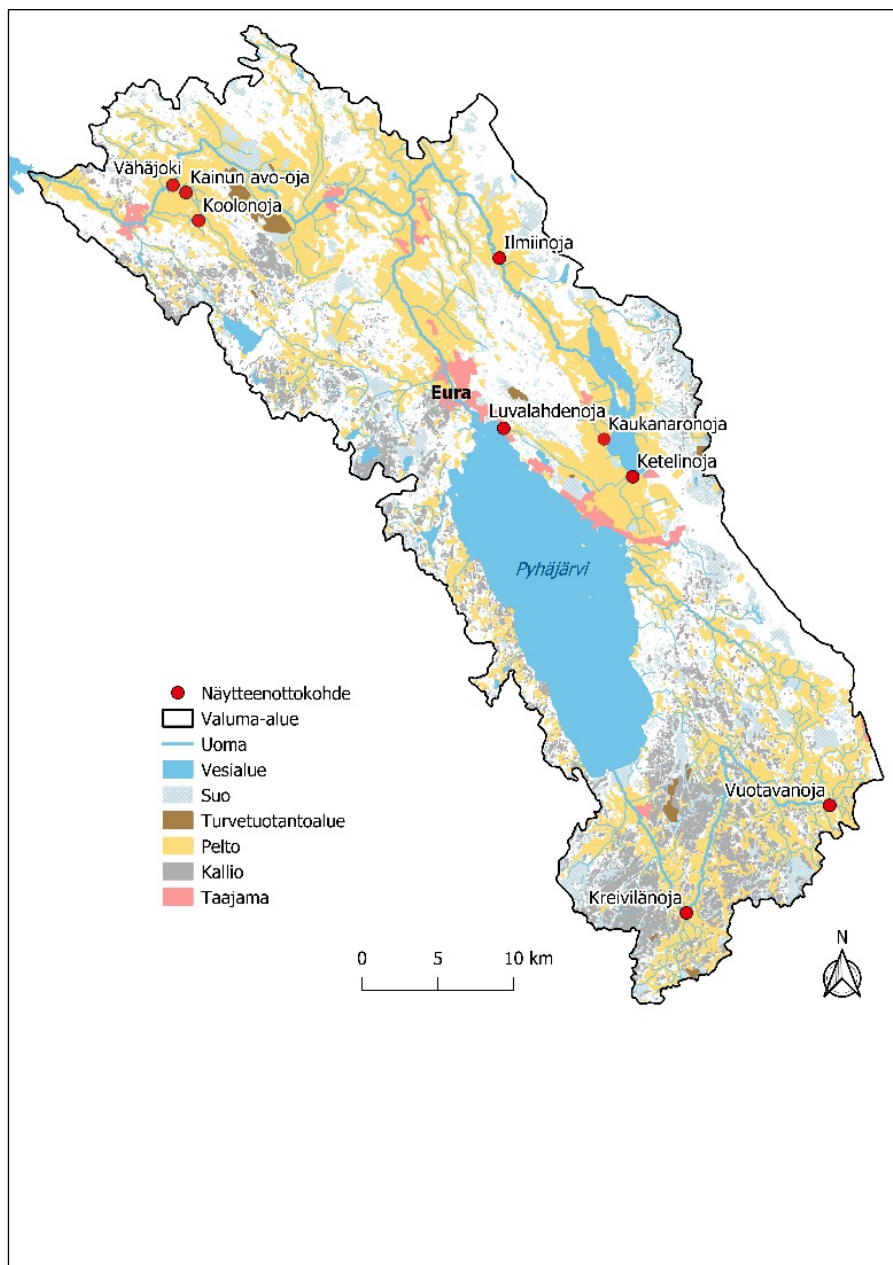 Vähäjoki
Kainun avo-oja
Koolonoja
Ilmiinoja
Eura
Luvalahdenoja
Kaukanaronoja
Ketelinoja
Pyhäjärvi
Näytteenottokohde
Valuma-alue
Uoma
Vesialue
Suo
Turvetuotantoalue
Pelto
Kallio
Taajama
Vuotavanoja
Kreivilänoja
0 5 10 km
N